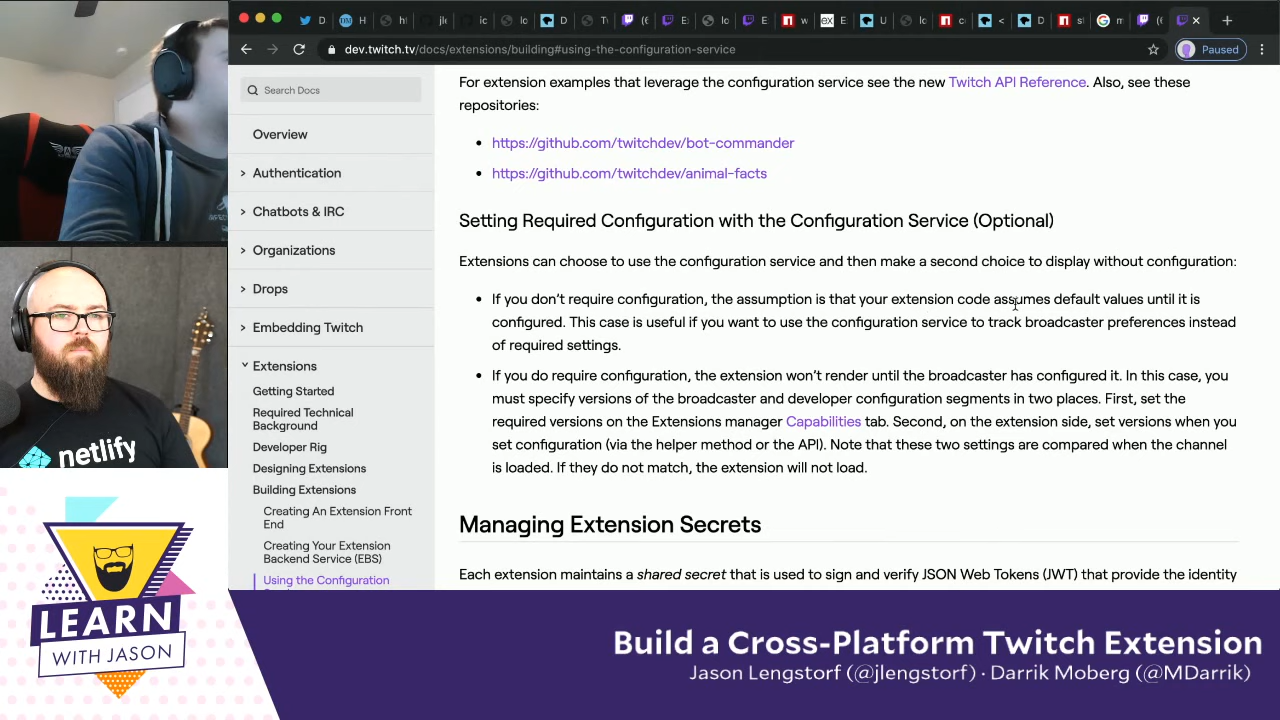 D
H
ht
jk
ic
lo
D
Tw
(6
E
lo
E
w
E
U
lo
c
<
D
s
m
(6
dev.twitch.tv/docs/extensions/building#using-the-configuration-service
Paused
Search Docs
Overview
Authentication
Chatbots & IRC
Organizations
Drops
Embedding Twitch
Extensions
Getting Started
Required Technical
Background
Developer Rig
Designing Extensions
Building Extensions
Creating An Extension Front
End
Creating Your Extension
Backend Service (EBS)
Using the Configuration
For extension examples that leverage the configuration service see the new Twitch API Reference. Also, see these
repositories:
• https://github.com/twitchdev/bot-commander
• https://github.com/twitchdev/animal-facts
Setting Required Configuration with the Configuration Service (Optional)
Extensions can choose to use the configuration service and then make a second choice to display without configuration:
• If you don't require configuration, the assumption is that your extension code assumes default values until it is
configured. This case is useful if you want to use the configuration service to track broadcaster preferences instead
of required settings.
• If you do require configuration, the extension won't render until the broadcaster has configured it. In this case, you
must specify versions of the broadcaster and developer configuration segments in two places. First, set the
required versions on the Extensions manager Capabilities tab. Second, on the extension side, set versions when you
set configuration (via the helper method or the API). Note that these two settings are compared when the channel
is loaded. If they do not match, the extension will not load.
Managing Extension Secrets
Each extension maintains a shared secret that is used to sign and verify JSON Web Tokens (JWT) that provide the identity
netlify
LEARN
WITH JASON
Build a Cross-Platform Twitch Extension
Jason Lengstorf (@jlengstorf) · Darrik Moberg (@MDarrik)